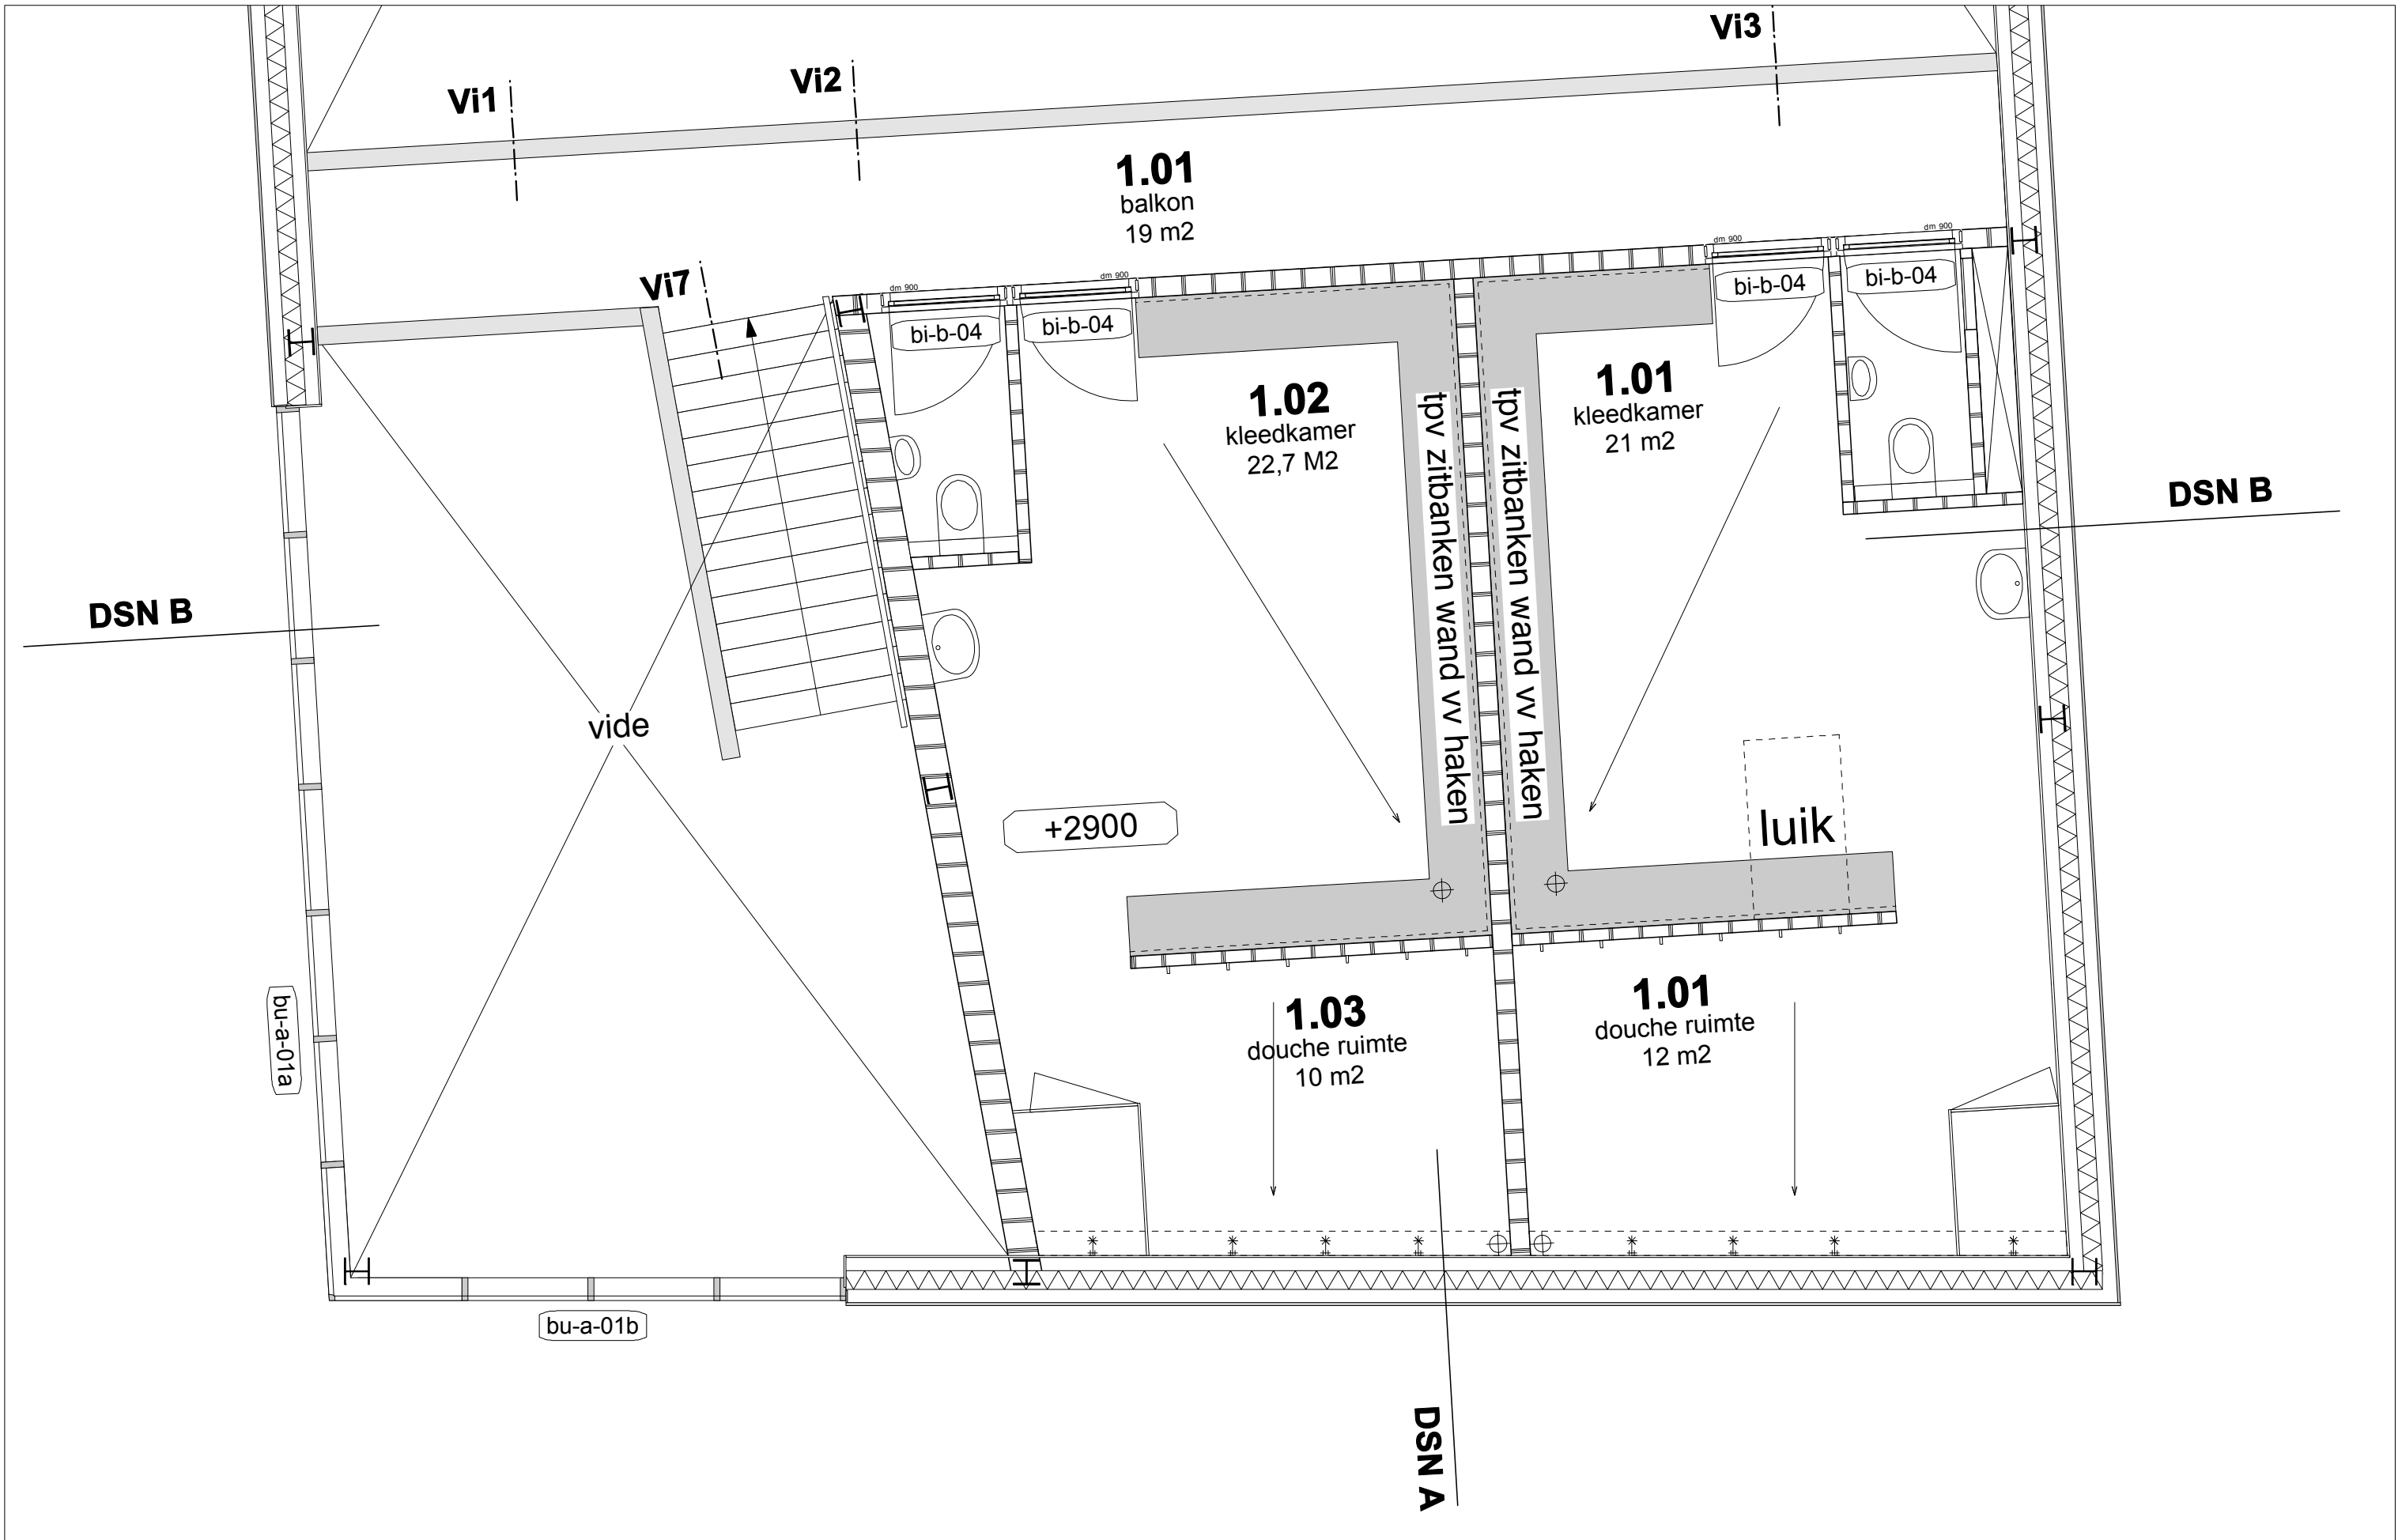 Vi3
Vi2
Vi1
1.01
balkon
19 m2
dm 900
dm 900
dm 900
dm 900
Vi7
bi-b-04
bi-b-04
bi-b-04
bi-b-04
1.02
kleedkamer
22,7 M2
1.01
kleedkamer
21 m2
tpv zitbanken wand vv haken
tpv zitbanken wand vv haken
DSN B
DSN B
vide
+2900
luik
1.03
douche ruimte
10 m2
1.01
douche ruimte
12 m2
bu-a-01a
bu-a-01b
DSN A